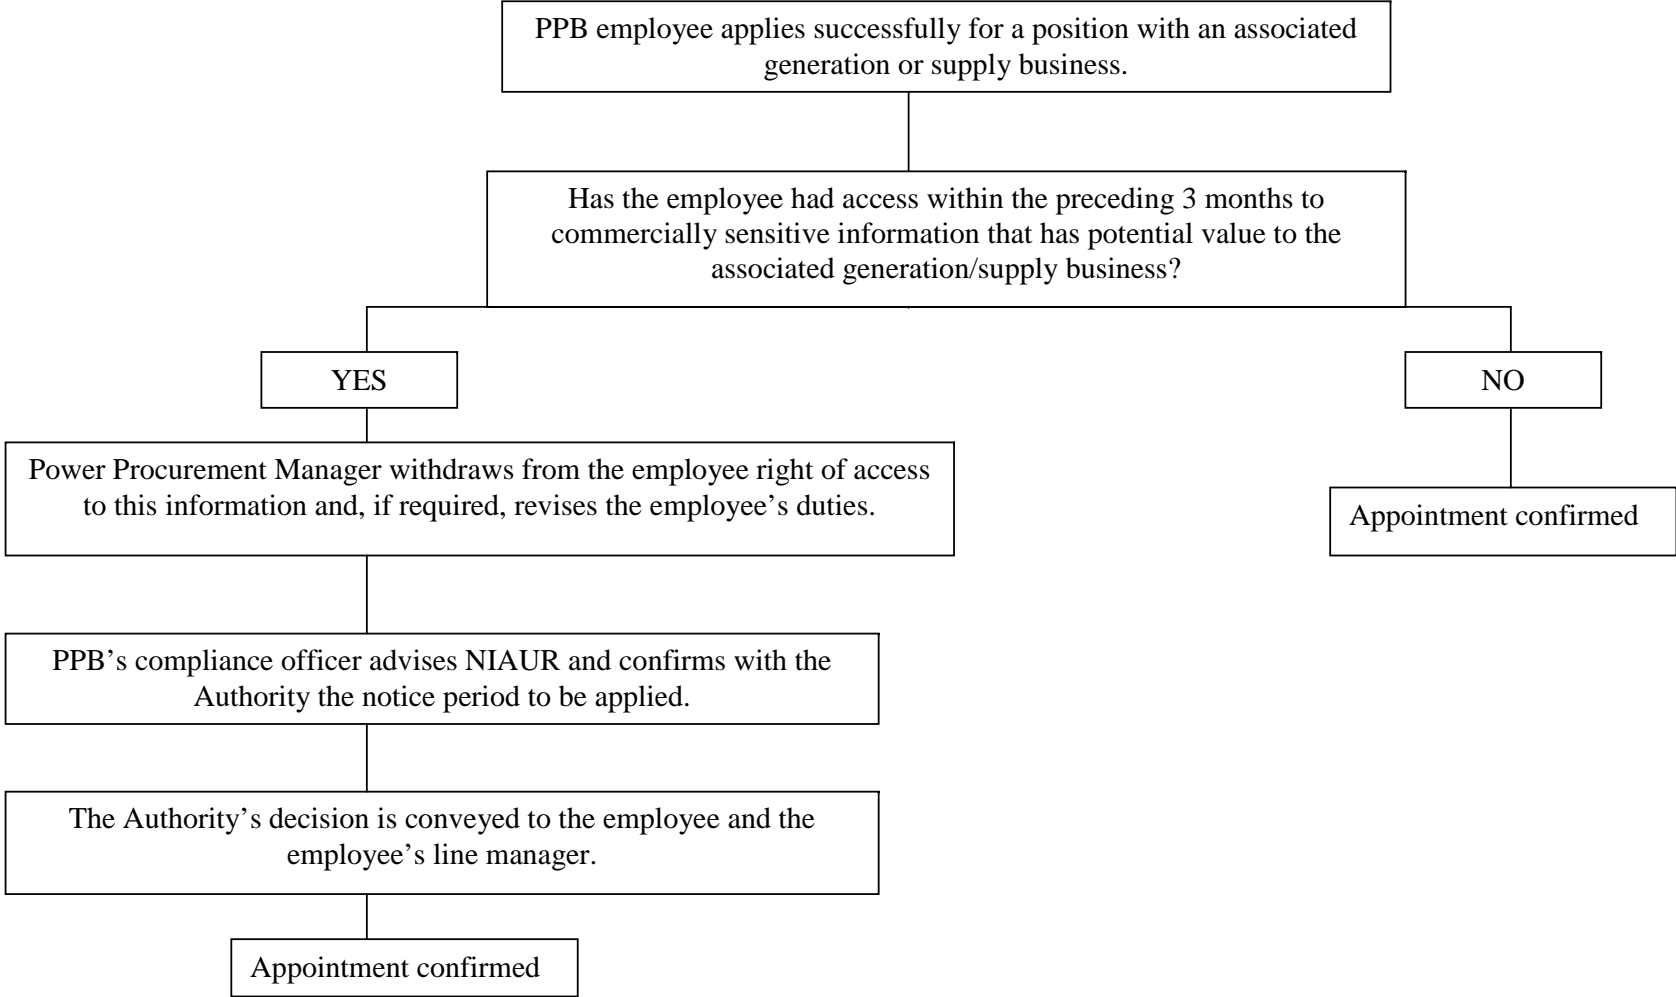 PPB employee applies successfully for a position with an associated
generation or supply business.
Has the employee had access within the preceding 3 months to
commercially sensitive information that has potential value to the
associated generation/supply business?
YES
NO
Power Procurement Manager withdraws from the employee right of access
to this information and, if required, revises the employee’s duties.
Appointment confirmed
PPB’s compliance officer advises NIAUR and confirms with the
Authority the notice period to be applied.
The Authority’s decision is conveyed to the employee and the
employee’s line manager.
Appointment confirmed